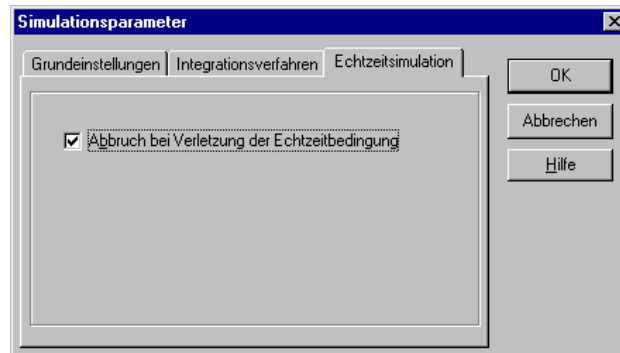 Simulationsparameter
Grundeinstellungen Integrationsverfahren Echtzeitsimulation
OK
Abbruch bei Verletzung der Echtzeitbedingung
Abbrechen
Hilfe